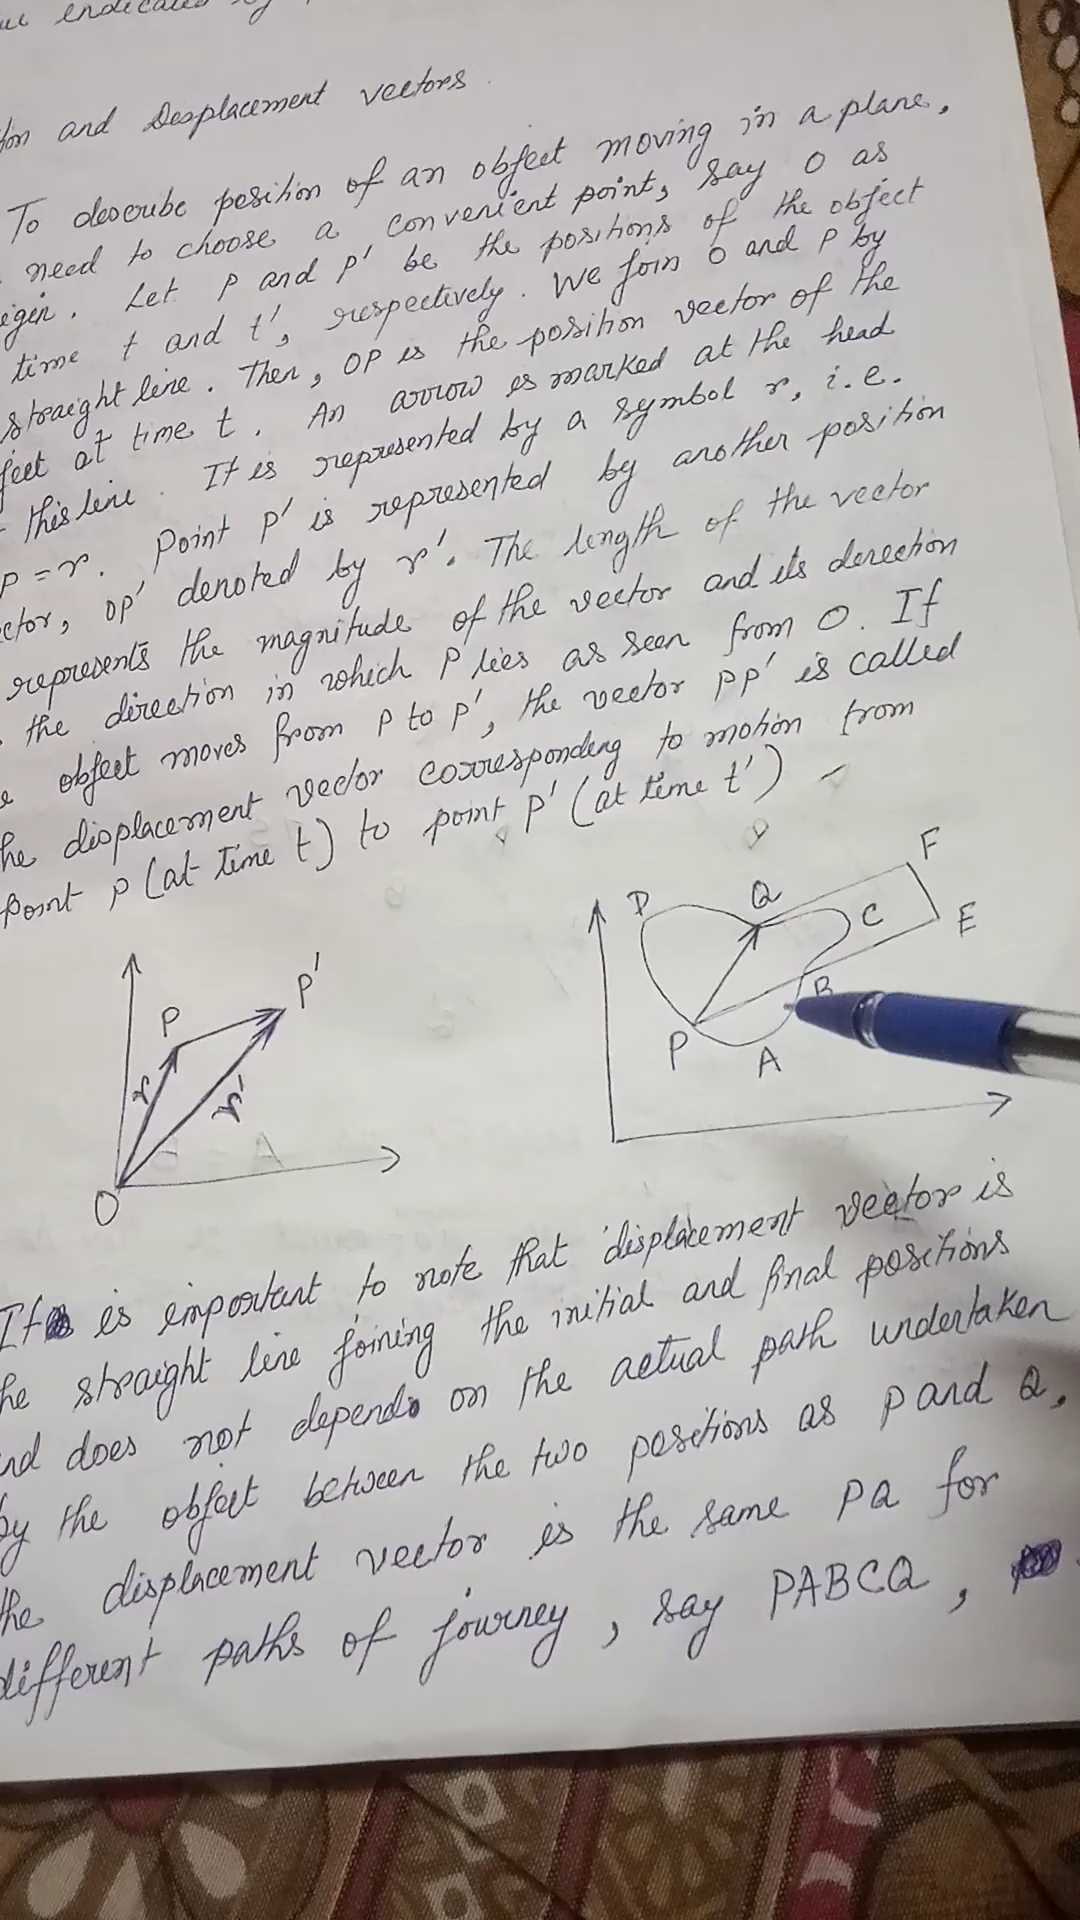 indicated
and Desplacement vectors
To describe position of an object moving in a plane,
need to choose a convenient point, say O as
egin. Let P and P' be the positions of the object
time t and t', respectively. We join O and P by
straight line. Then, OP is the position vector of the
ject at time t. An arrow is marked at the head
this line. It is represented by a symbol r, i.e.
P = r. Point P' is represented by another position
ctor, OP' denoted by r'. The length of the vector
represents the magnitude of the vector and its derection
the direction in which P lies as seen from O. If
object moves from P to P', the vector PP' is called
he displacement vector corresponding to motion from
Point P (at time t) to point P' (at time t')
P
P'
r
r'
O
D
Q
F
C
E
B
P
A
It is important to note that displacement vector is
he straight line joining the initial and final positions
nd does not depend on the actual path undertaken
by the object between the two positions as P and Q,
the displacement vector is the same PQ for
different paths of journey, say PABCQ,